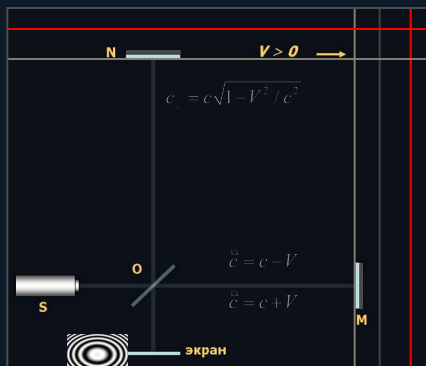 N
V > 0
c⊥ = c√1 − V² / c²
O
c = c − V
S
c = c + V
M
экран